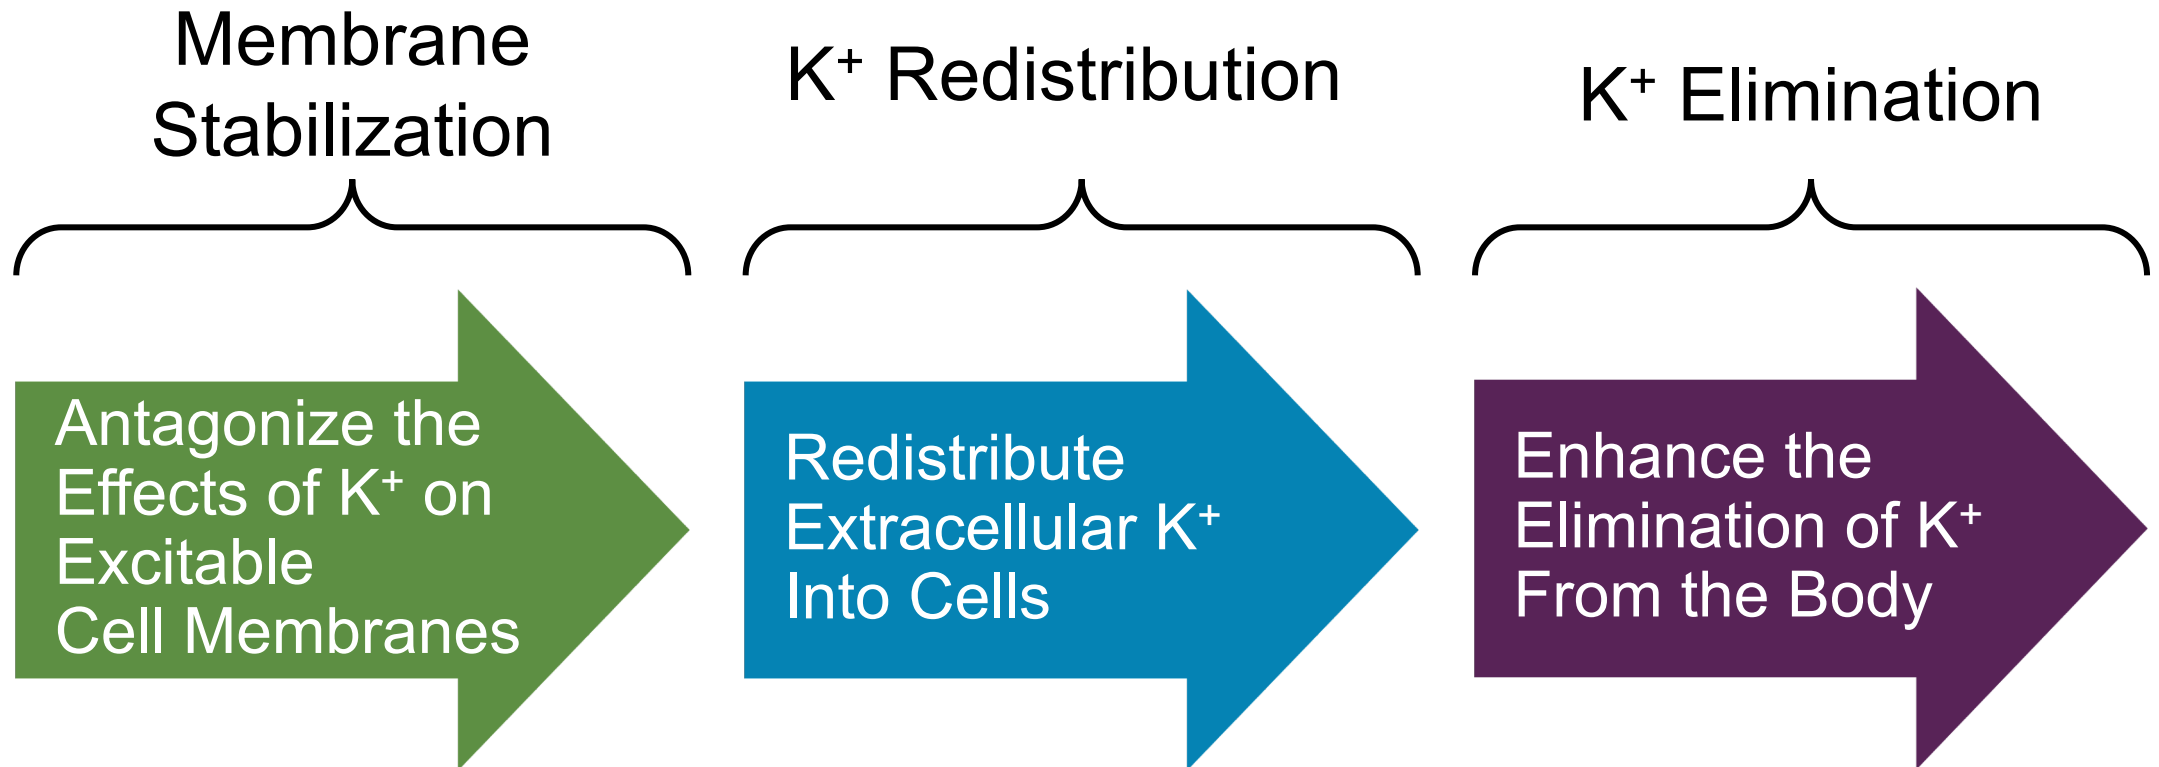 Membrane
Stabilization
K⁺ Redistribution
K⁺ Elimination
Antagonize the
Effects of K⁺ on
Excitable
Cell Membranes
Redistribute
Extracellular K⁺
Into Cells
Enhance the
Elimination of K⁺
From the Body